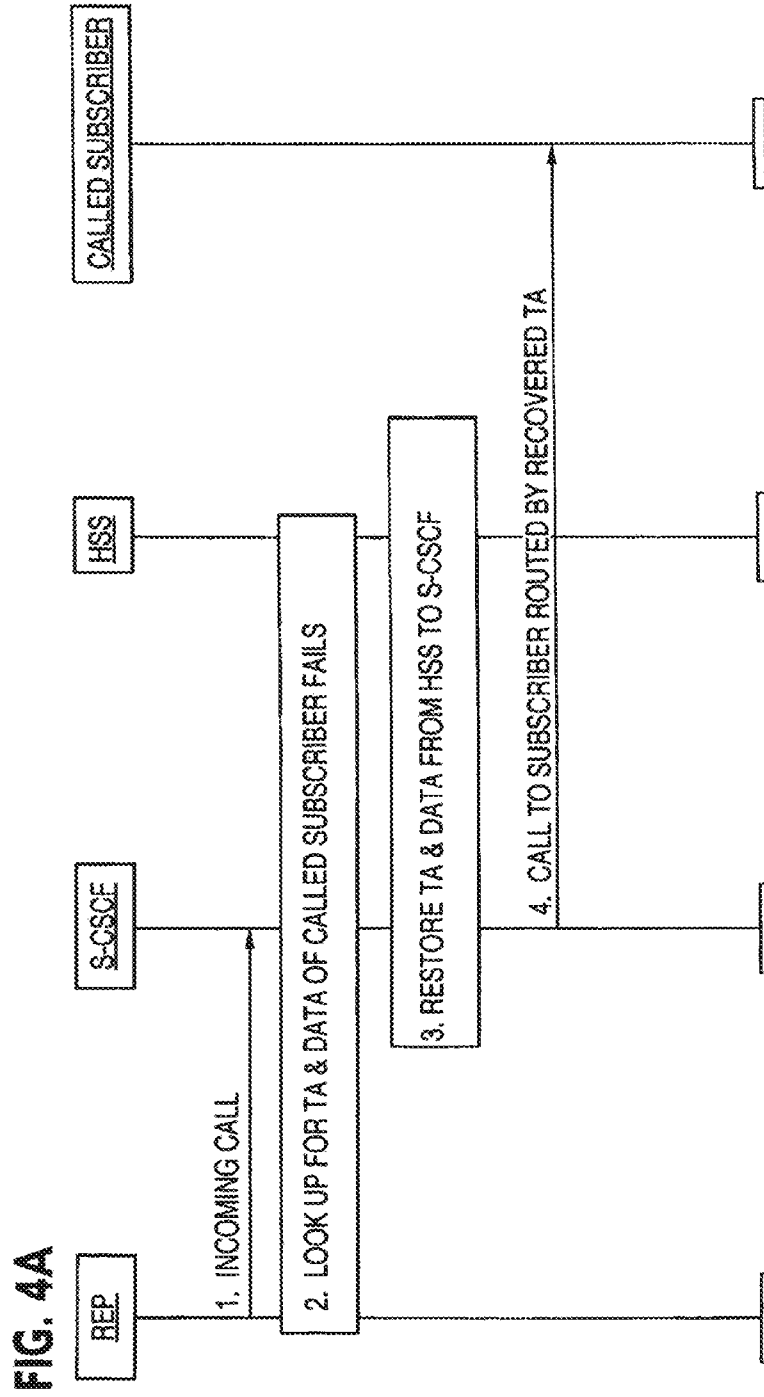 FIG. 4A
REP
S-CSCF
HSS
CALLED SUBSCRIBER
1. INCOMING CALL
2. LOOK UP FOR TA & DATA OF CALLED SUBSCRIBER FAILS
3. RESTORE TA & DATA FROM HSS TO S-CSCF
4. CALL TO SUBSCRIBER ROUTED BY RECOVERED TA